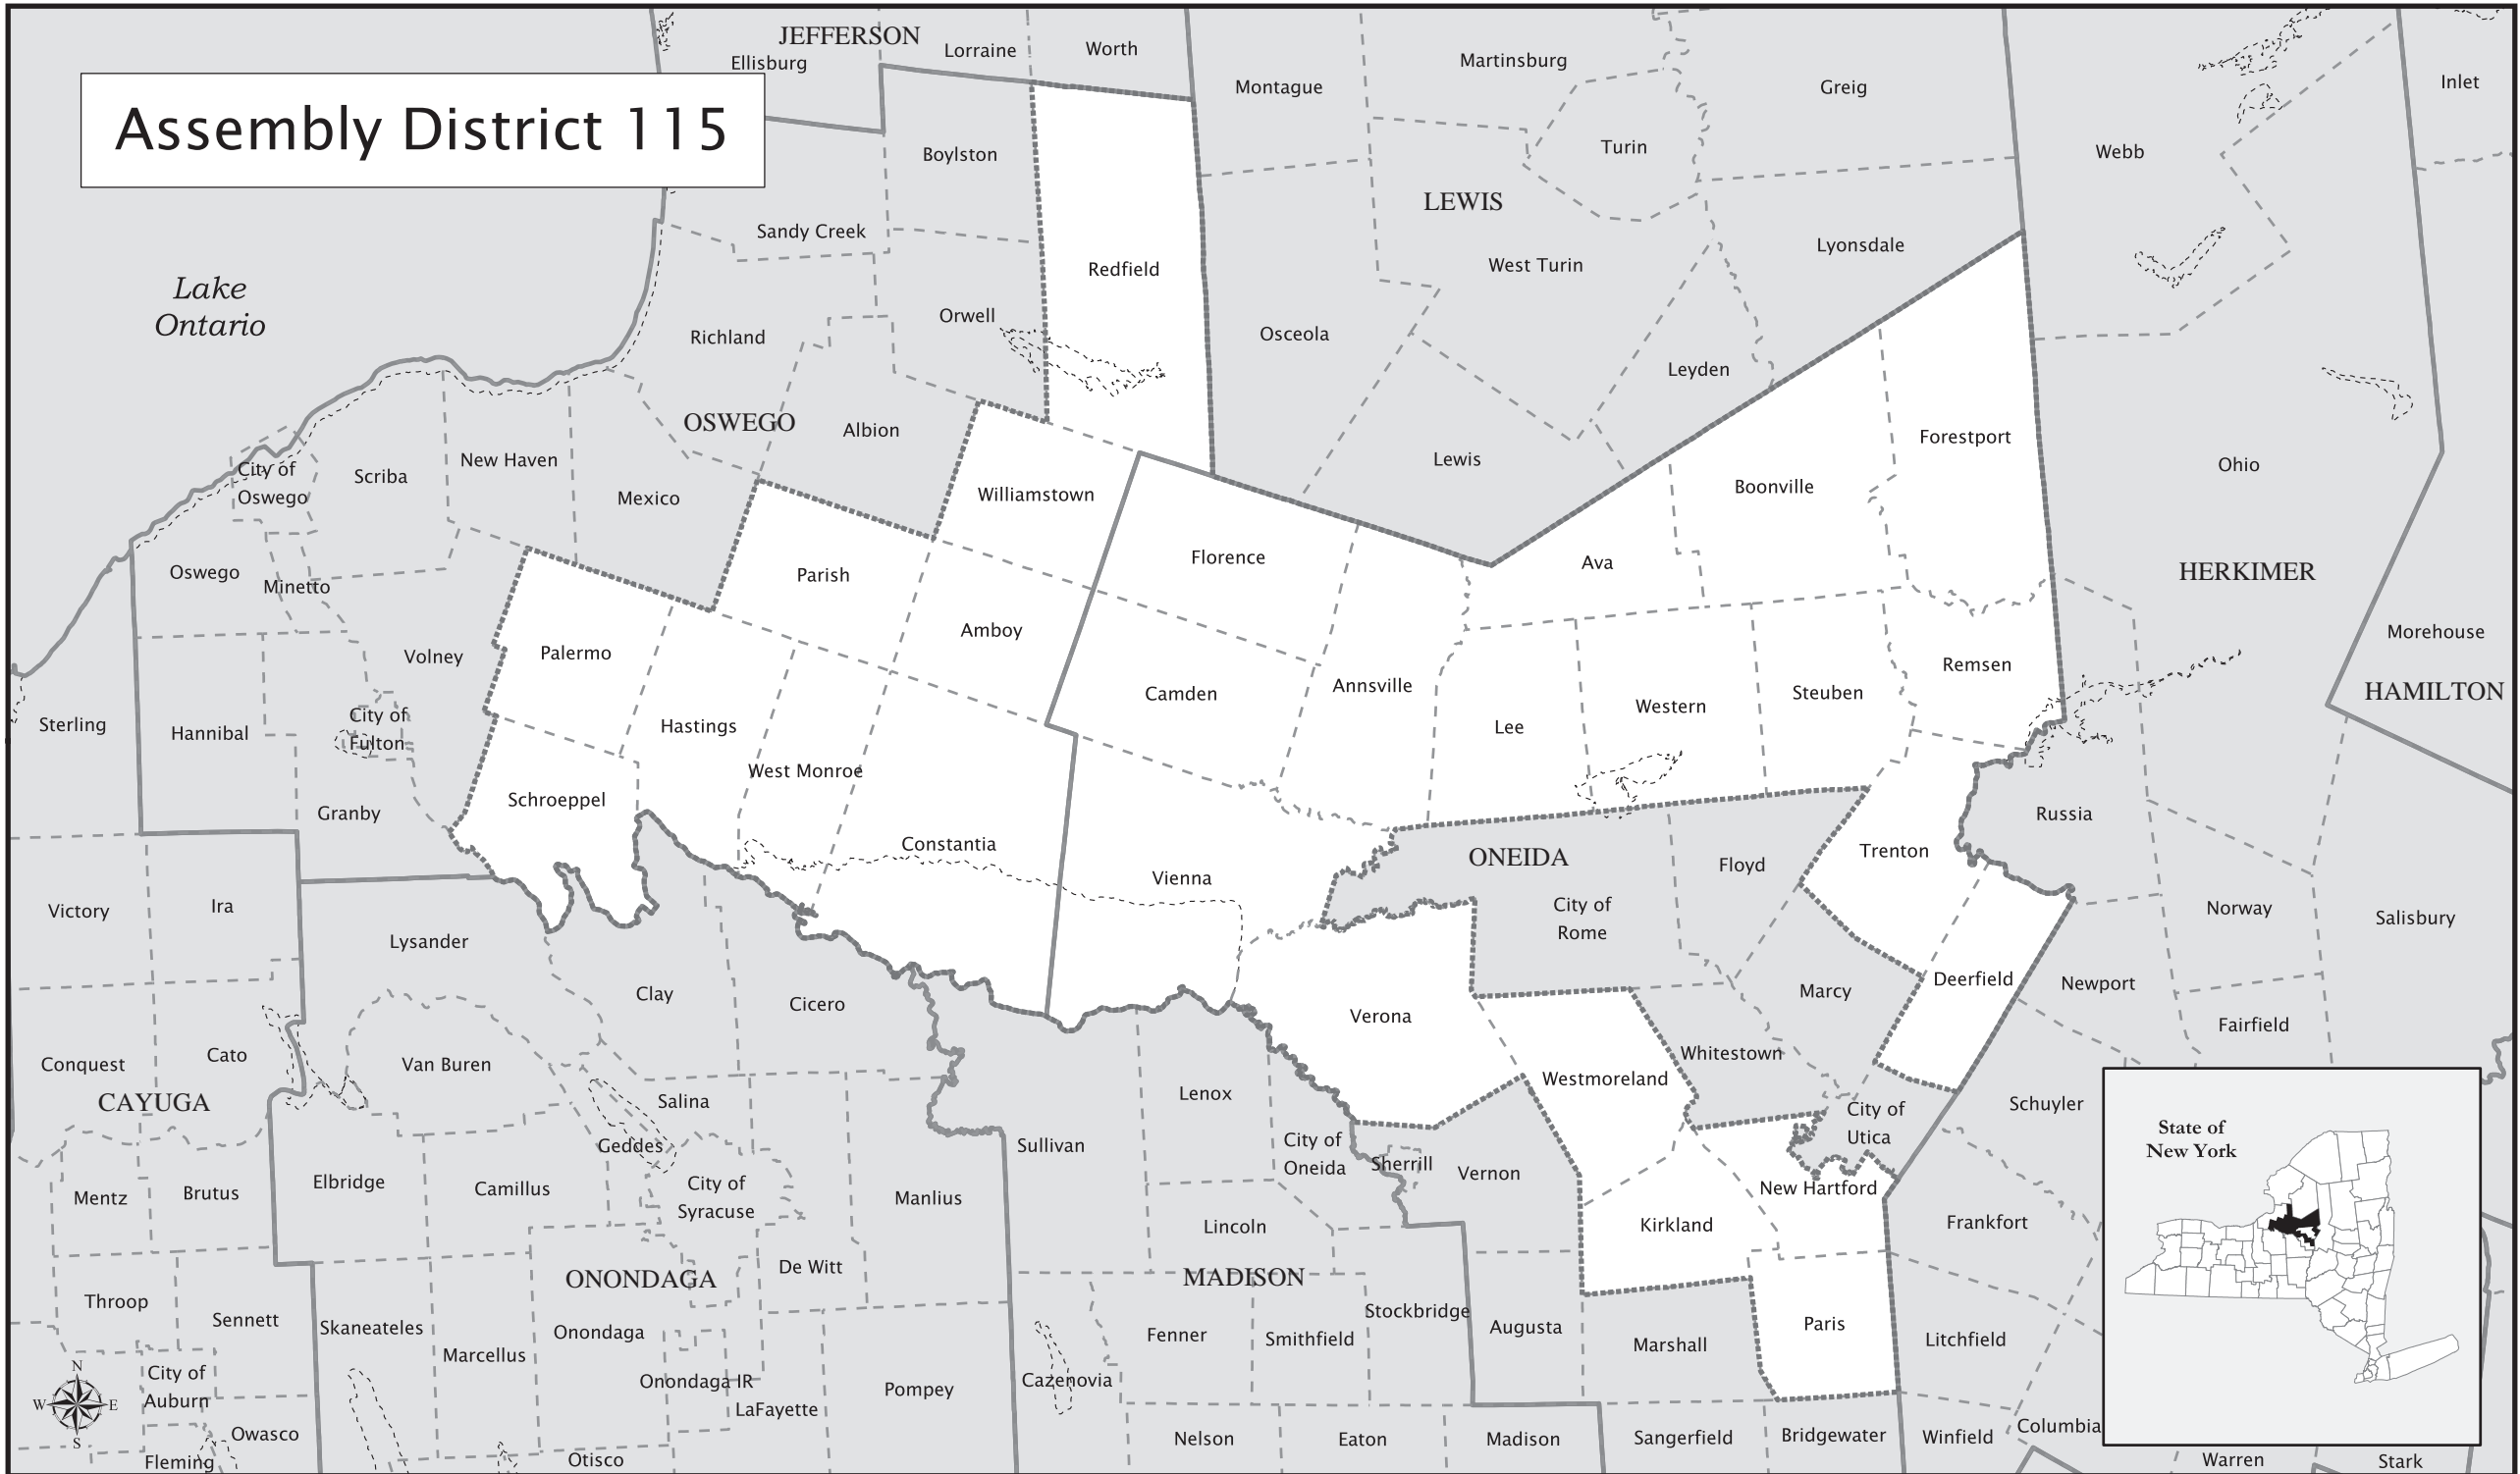 JEFFERSON
Ellisburg
Lorraine
Worth
Montague
Martinsburg
Greig
Inlet
Assembly District 115
Boylston
Turin
Webb
LEWIS
Sandy Creek
Redfield
West Turin
Lyonsdale
Lake
Ontario
Richland
Orwell
Osceola
Leyden
OSWEGO
Albion
Forestport
City of
Oswego
Scriba
New Haven
Mexico
Williamstown
Lewis
Boonville
Ohio
Oswego
Minetto
Parish
Florence
Ava
HERKIMER
Volney
Palermo
Amboy
Morehouse
Camden
Annsville
Remsen
HAMILTON
Sterling
Hannibal
City of
Fulton
Hastings
Lee
Western
Steuben
West Monroe
Schroeppel
Granby
Constantia
Russia
ONEIDA
Floyd
Trenton
Vienna
Victory
Ira
City of
Rome
Norway
Salisbury
Lysander
Clay
Cicero
Verona
Marcy
Deerfield
Newport
Fairfield
Conquest
Cato
Van Buren
Whitestown
Westmoreland
Lenox
CAYUGA
Salina
Schuyler
City of
Utica
Geddes
Sullivan
City of
Oneida
Sherrill
Vernon
State of
New York
Mentz
Brutus
Elbridge
Camillus
City of
Syracuse
Manlius
New Hartford
Lincoln
Kirkland
Frankfort
De Witt
ONONDAGA
MADISON
Throop
Sennett
Skaneateles
Onondaga
Fenner
Smithfield
Stockbridge
Augusta
Marshall
Paris
Litchfield
Marcellus
N
W
E
S
City of
Auburn
Onondaga IR
Pompey
Cazenovia
LaFayette
Owasco
Nelson
Eaton
Madison
Sangerfield
Bridgewater
Winfield
Columbia
Fleming
Otisco
Warren
Stark